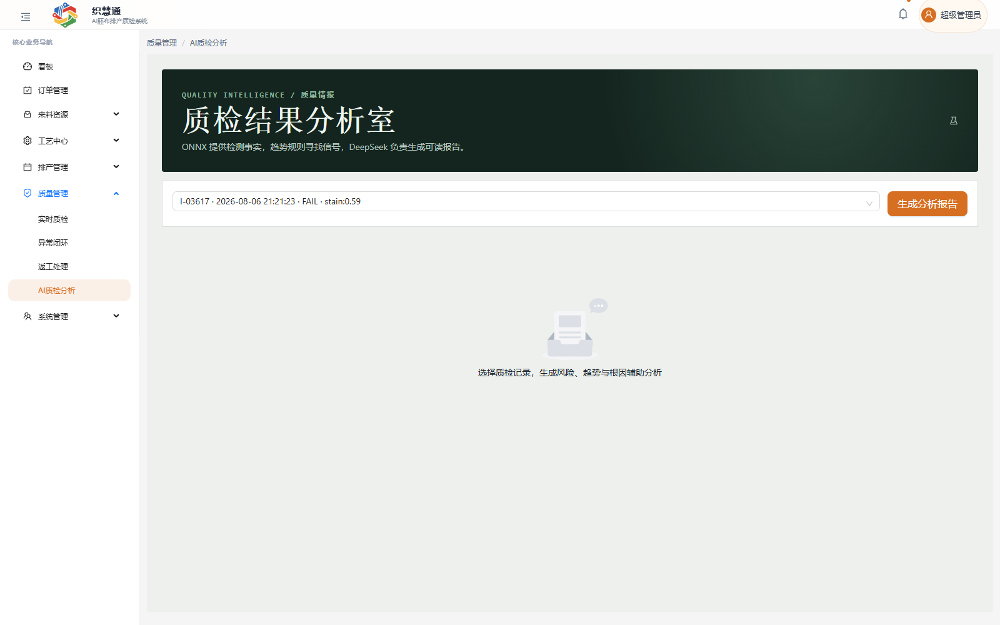 织慧通
AI胚布排产质检系统
超级管理员
核心业务导航
看板
订单管理
来料资源
工艺中心
排产管理
质量管理
实时质检
异常闭环
返工处理
AI质检分析
系统管理
质量管理 / AI质检分析
QUALITY INTELLIGENCE / 质量情报
质检结果分析室
ONNX 提供检测事实，趋势规则寻找信号，DeepSeek 负责生成可读报告。
I-03617 · 2026-08-06 21:21:23 · FAIL · stain:0.59
生成分析报告
选择质检记录，生成风险、趋势与根因辅助分析